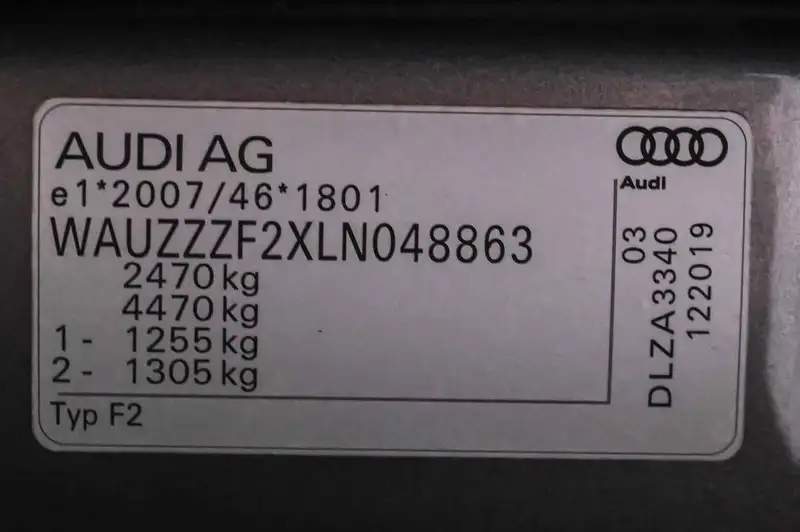 AUDI AG
e1*2007/46*1801
WAUZZZF2XLN048863
2470 kg
4470 kg
1 - 1255 kg
2 - 1305 kg
Typ F2
Audi
03
DLZA3340
122019